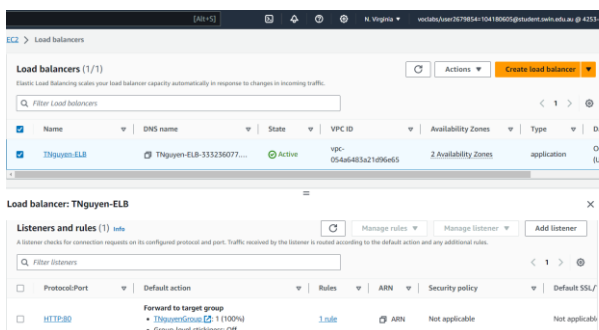 [Alt+S] N. Virginia voclabs/user2679854=104180605@student.swin.edu.au @ 4253-
EC2 > Load balancers
Load balancers (1/1) Actions Create load balancer
Elastic Load Balancing scales your load balancer capacity automatically in response to changes in incoming traffic.
Filter Load balancers 1
Name DNS name State VPC ID Availability Zones Type
TNguyen-ELB TNguyen-ELB-333236077.... Active vpc-054a6483a21d96e65 2 Availability Zones application
Load balancer: TNguyen-ELB
Listeners and rules (1) Info Manage rules Manage listener Add listener
A listener checks for connection requests on its configured protocol and port. Traffic received by the listener is routed according to the default action and any additional rules.
Filter listeners 1
Protocol:Port Default action Rules ARN Security policy Default SSL/
HTTP:80 Forward to target group 1 rule ARN Not applicable Not applicable
• TNguyenGroup: 1 (100%)
• Group-level stickiness: Off